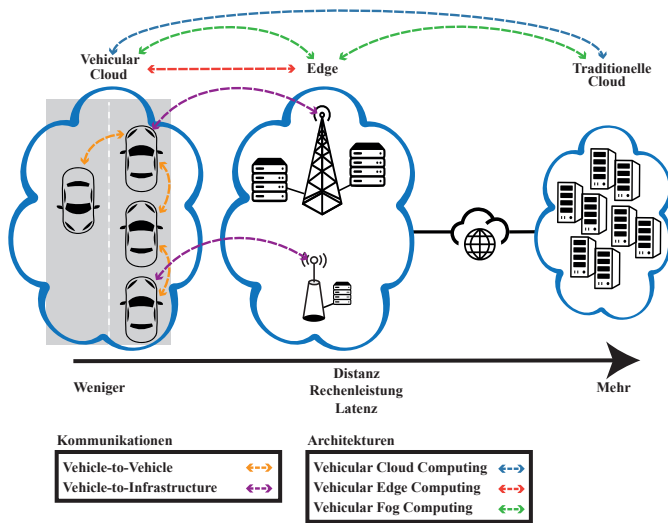 Vehicular
Cloud
Edge
Traditionelle
Cloud
Weniger
Distanz
Rechenleistung
Latenz
Mehr
Kommunikationen
Vehicle-to-Vehicle
Vehicle-to-Infrastructure
Architekturen
Vehicular Cloud Computing
Vehicular Edge Computing
Vehicular Fog Computing